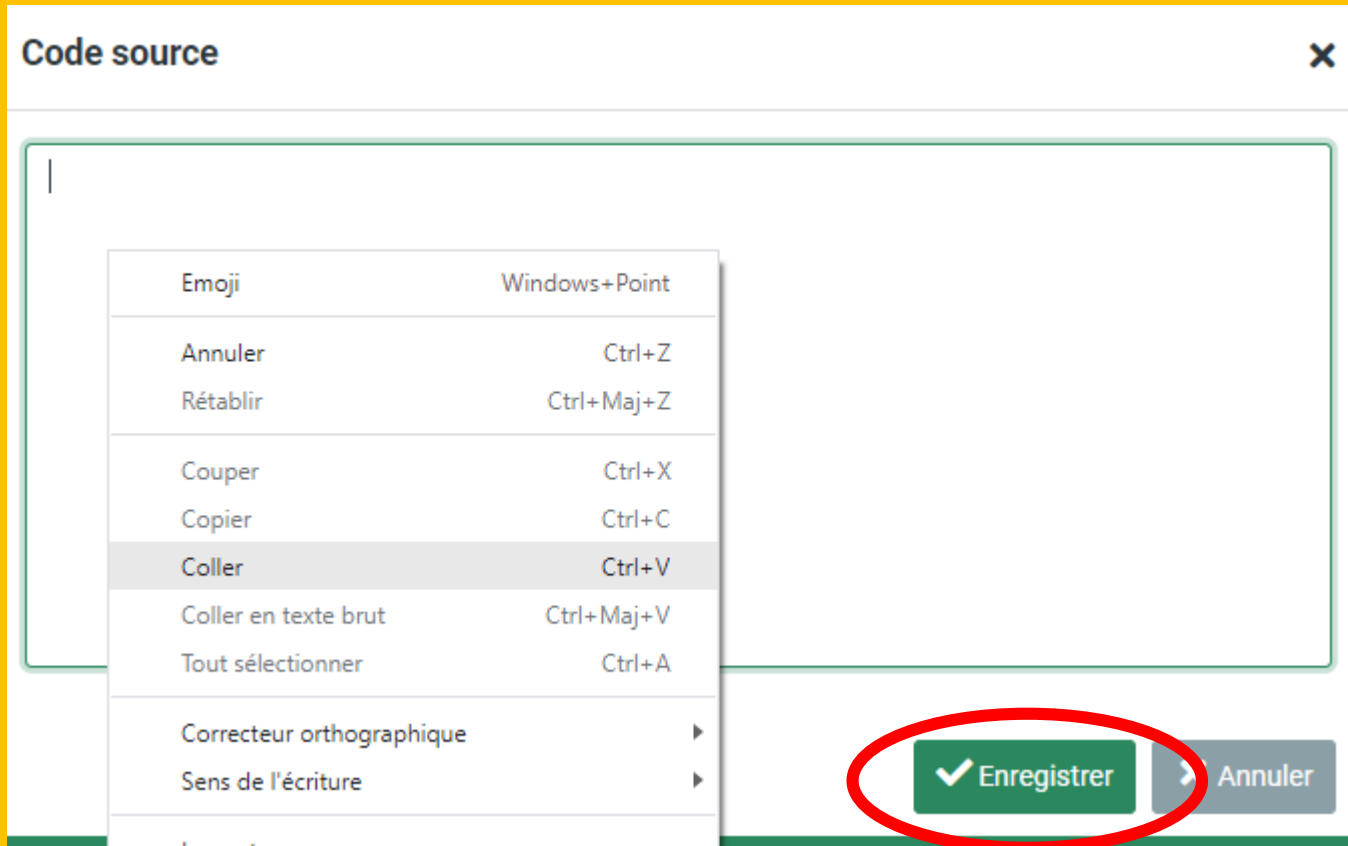 Code source
Emoji Windows+Point
Annuler Ctrl+Z
Rétablir Ctrl+Maj+Z
Couper Ctrl+X
Copier Ctrl+C
Coller Ctrl+V
Coller en texte brut Ctrl+Maj+V
Tout sélectionner Ctrl+A
Correcteur orthographique
Sens de l'écriture
Enregistrer Annuler